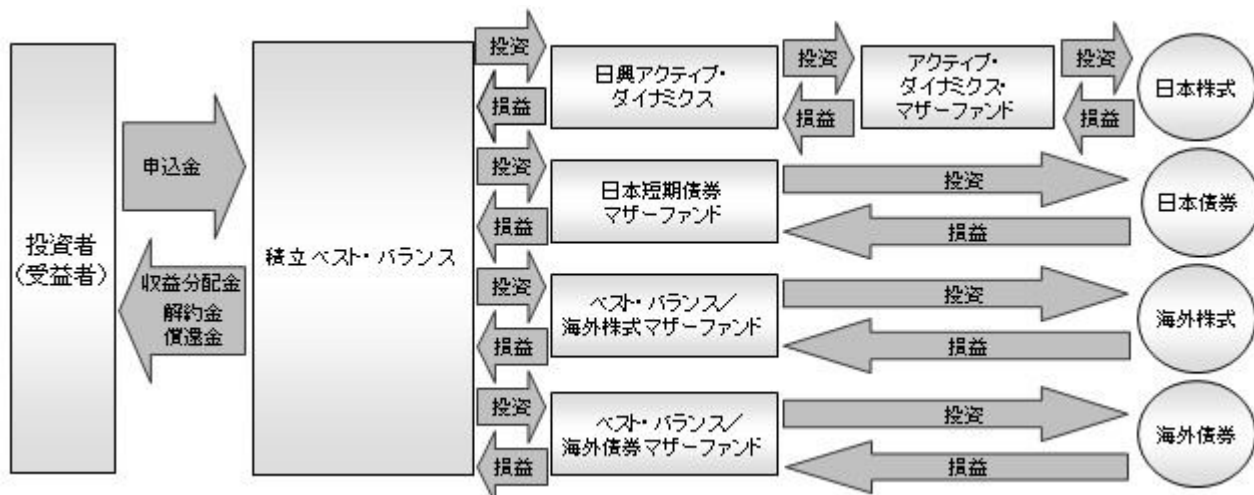 投資者
(受益者)
申込金
収益分配金
解約金
償還金
積立ベスト・バランス
投資
損益
日興アクティブ・
ダイナミクス
投資
損益
アクティブ・
ダイナミクス・
マザーファンド
投資
損益
日本株式
投資
損益
日本短期債券
マザーファンド
投資
損益
日本債券
投資
損益
ベスト・バランス/
海外株式マザーファンド
投資
損益
海外株式
投資
損益
ベスト・バランス/
海外債券マザーファンド
投資
損益
海外債券